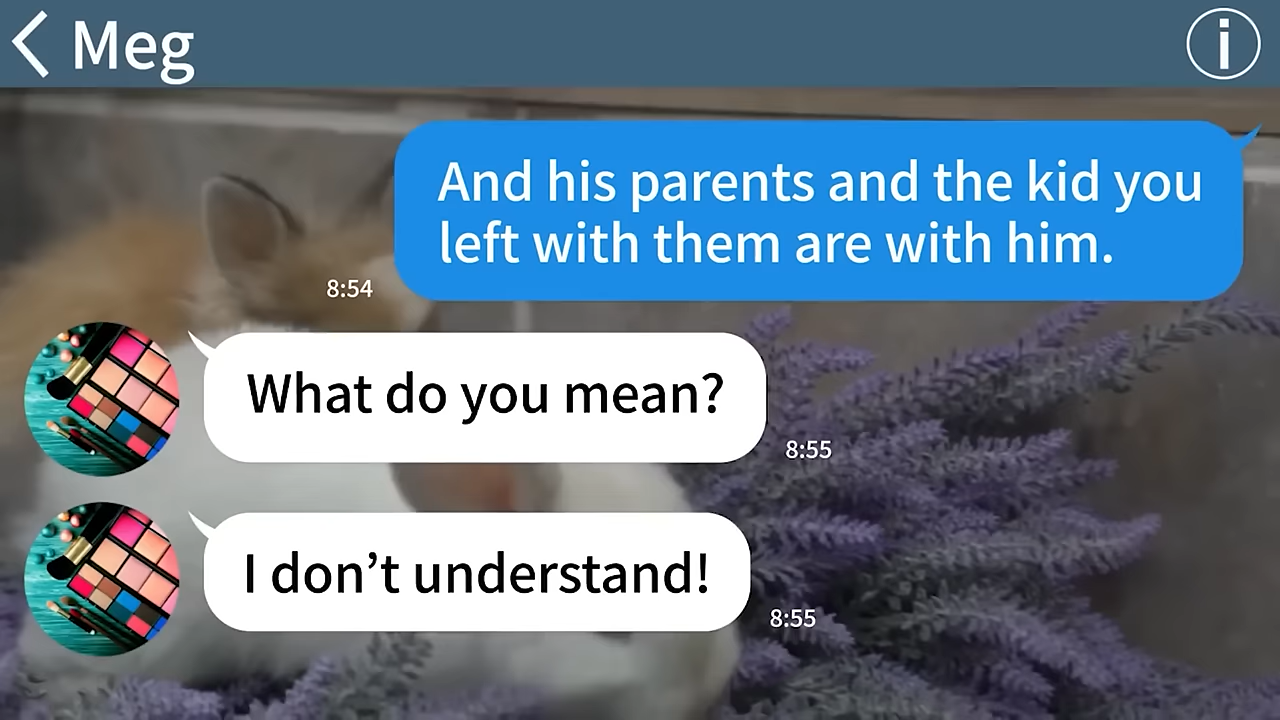 Meg
And his parents and the kid you
left with them are with him.
8:54
What do you mean?
8:55
I don’t understand!
8:55